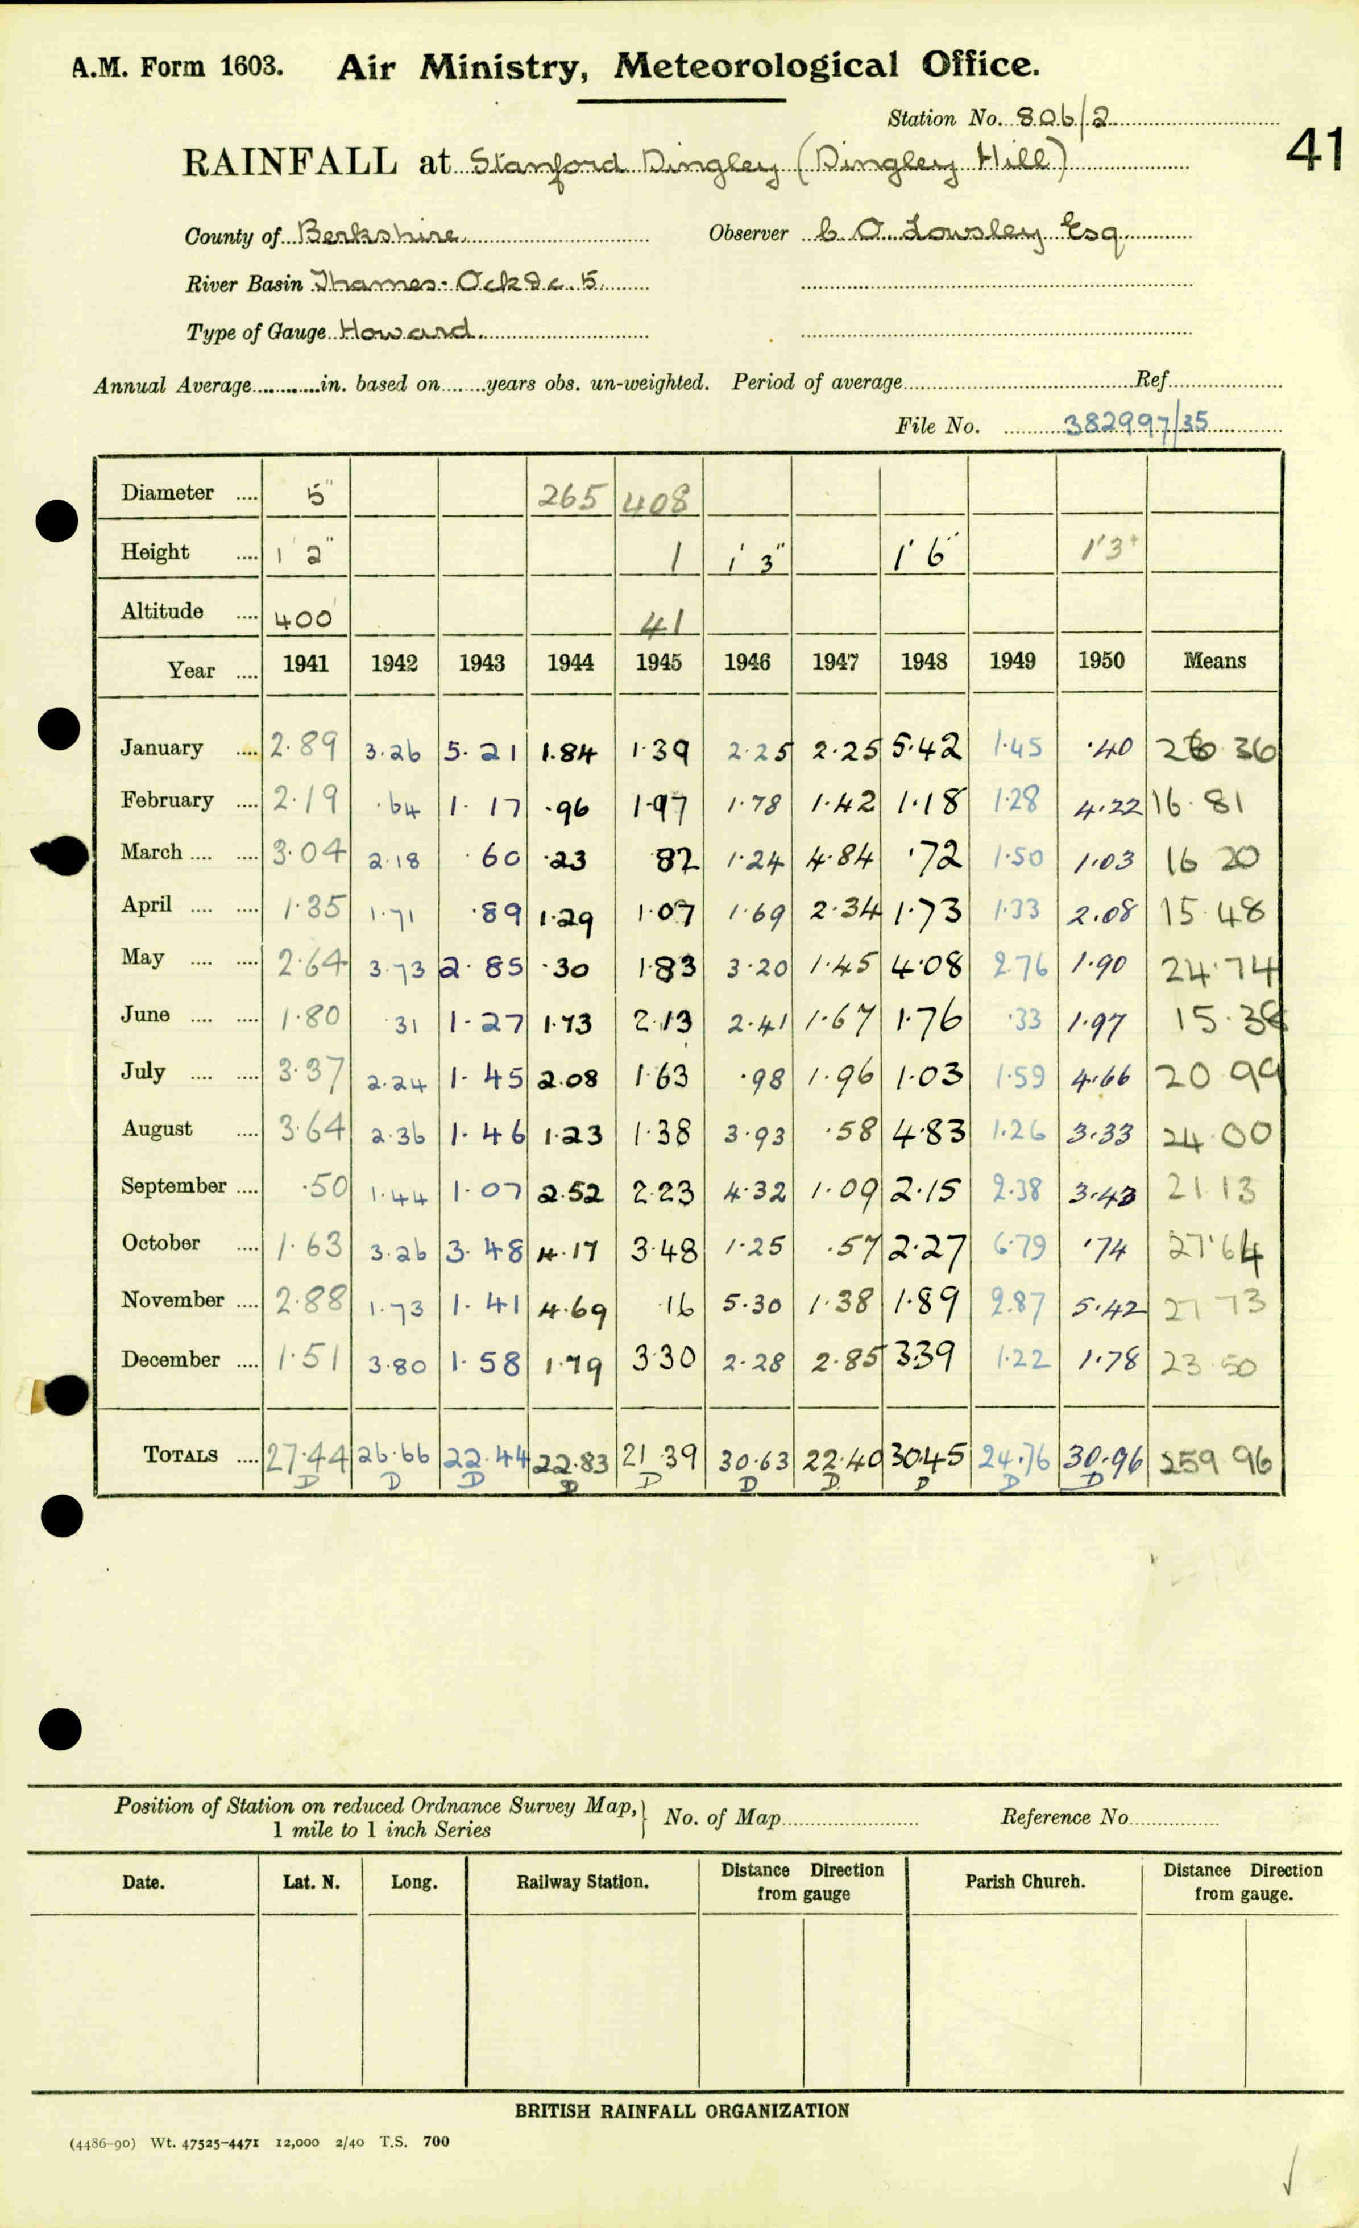 A.M. Form 1603. Air Ministry, Meteorological Office.
Station No. 806/2
41
RAINFALL at Stanford Dingley (Dingley Hill)
County of Berkshire Observer C O Lowsley Esq
River Basin Thames - Ock &c. 5
Type of Gauge Howard
Annual Average............in. based on.......years obs. un-weighted. Period of average.......... Ref..........
File No. 382997/35
Diameter .... 5" 265 408
Height .... 1' 2" 1 1' 3" 1' 6" 1' 3+
Altitude .... 400' 41
Year .... 1941 1942 1943 1944 1945 1946 1947 1948 1949 1950 Means
January .... 2.89 3.26 5.21 1.84 1.39 2.25 2.25 5.42 1.45 .40 26 36
February .... 2.19 .64 1.17 .96 1.97 1.78 1.42 1.18 1.28 4.22 16.81
March .... .... 3.04 2.18 .60 .23 82 1.24 4.84 .72 1.50 1.03 16 20
April .... .... 1.35 1.71 .89 1.29 1.07 1.69 2.34 1.73 1.33 2.08 15.48
May .... .... 2.64 3.73 2.85 .30 1.83 3.20 1.45 4.08 2.76 1.90 24.74
June .... .... 1.80 31 1.27 1.73 2.13 2.41 1.67 1.76 .33 1.97 15.38
July .... .... 3.37 2.24 1.45 2.08 1.63 .98 1.96 1.03 1.59 4.66 20 99
August .... 3.64 2.36 1.46 1.23 1.38 3.93 .58 4.83 1.26 3.33 24.00
September .... .50 1.44 1.07 2.52 2.23 4.32 1.09 2.15 2.38 3.43 21.13
October .... 1.63 3.26 3.48 4.17 3.48 1.25 .57 2.27 6.79 .74 27.64
November .... 2.88 1.73 1.41 4.69 .16 5.30 1.38 1.89 2.87 5.42 27 73
December .... 1.51 3.80 1.58 1.79 3.30 2.28 2.85 3.39 1.22 1.78 23 50
TOTALS .... 27.44 26.66 22.44 22.83 21.39 30.63 22.40 30.45 24.76 30.96 259 96
D D D D D D D D D D
Position of Station on reduced Ordnance Survey Map,} No. of Map.......... Reference No..........
1 mile to 1 inch Series
Date. Lat. N. Long. Railway Station. Distance from gauge Direction from gauge Parish Church. Distance Direction from gauge.
BRITISH RAINFALL ORGANIZATION
(4486-90) Wt. 47525-4471 12,000 2/40 T.S. 700